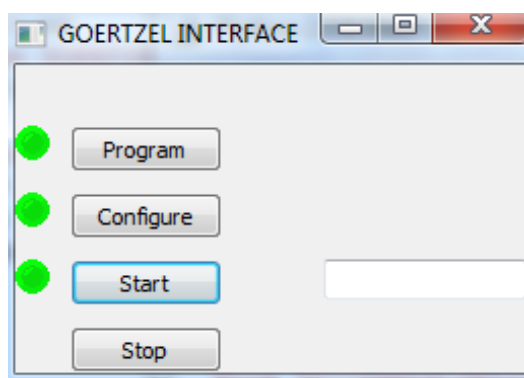 GOERTZEL INTERFACE
Program
Configure
Start
Stop